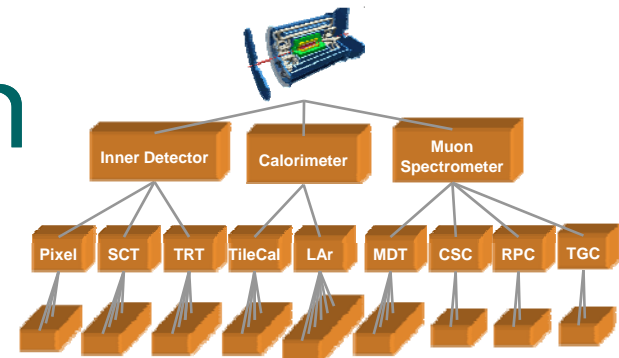 n
Inner Detector
Calorimeter
Muon
Spectrometer
Pixel
SCT
TRT
TileCal
LAr
MDT
CSC
RPC
TGC